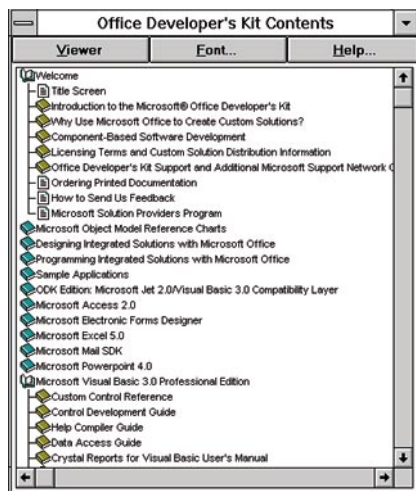 Office Developer's Kit Contents
Viewer Font... Help...
Welcome
Title Screen
Introduction to the Microsoft® Office Developer's Kit
Why Use Microsoft Office to Create Custom Solutions?
Component-Based Software Development
Licensing Terms and Custom Solution Distribution Information
Office Developer's Kit Support and Additional Microsoft Support Network
Ordering Printed Documentation
How to Send Us Feedback
Microsoft Solution Providers Program
Microsoft Object Model Reference Charts
Designing Integrated Solutions with Microsoft Office
Programming Integrated Solutions with Microsoft Office
Sample Applications
ODK Edition: Microsoft Jet 2.0/Visual Basic 3.0 Compatibility Layer
Microsoft Access 2.0
Microsoft Electronic Forms Designer
Microsoft Excel 5.0
Microsoft Mail SDK
Microsoft Powerpoint 4.0
Microsoft Visual Basic 3.0 Professional Edition
Custom Control Reference
Control Development Guide
Help Compiler Guide
Data Access Guide
Crystal Reports for Visual Basic User's Manual